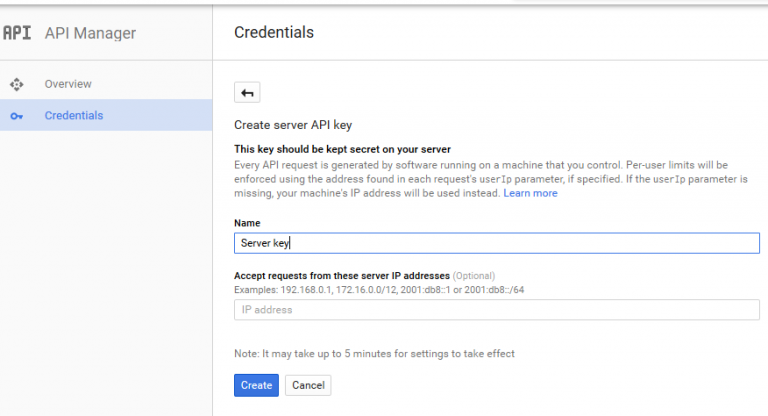 API API Manager
Credentials
Overview
Credentials
Create server API key
This key should be kept secret on your server
Every API request is generated by software running on a machine that you control. Per-user limits will be
enforced using the address found in each request's userIp parameter, if specified. If the userIp parameter is
missing, your machine's IP address will be used instead. Learn more
Name
Server key
Accept requests from these server IP addresses (Optional)
Examples: 192.168.0.1, 172.16.0.0/12, 2001:db8::1 or 2001:db8::/64
IP address
Note: It may take up to 5 minutes for settings to take effect
Create Cancel